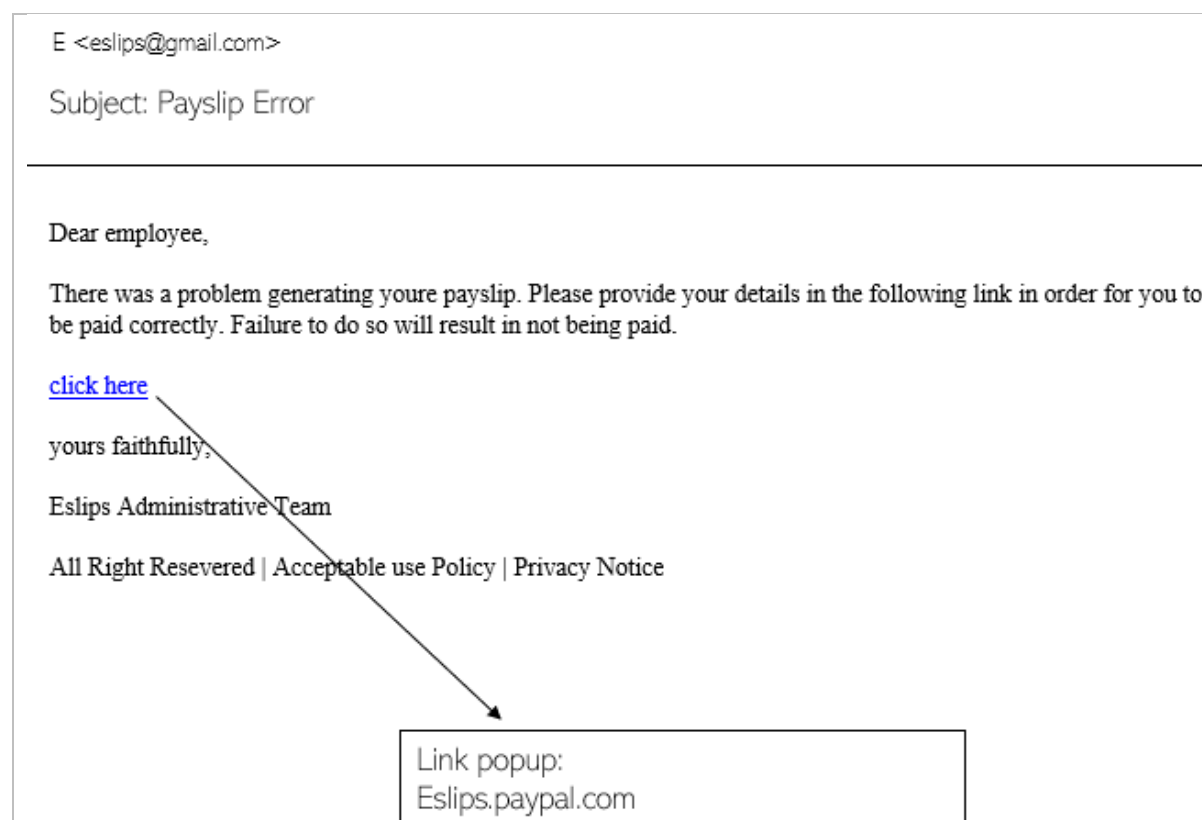 E <eslips@gmail.com>
Subject: Payslip Error
Dear employee,
There was a problem generating youre payslip. Please provide your details in the following link in order for you to
be paid correctly. Failure to do so will result in not being paid.
click here
yours faithfully,
Eslips Administrative Team
All Right Resevered | Acceptable use Policy | Privacy Notice
Link popup:
Eslips.paypal.com